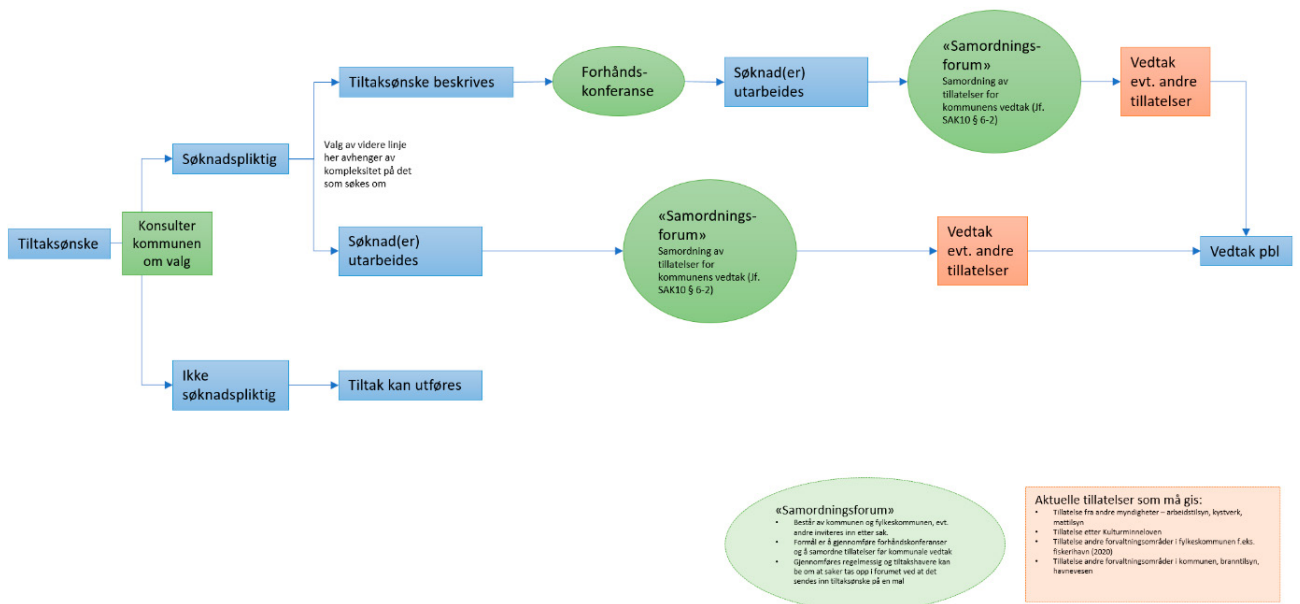 Tiltaksønske
Konsulter
kommunen
om valg
Søknadspliktig
Valg av videre linje
her avhenger av
kompleksitet på det
som søkes om
Tiltaksønske beskrives
Forhånds-
konferanse
Søknad(er)
utarbeides
«Samordnings-
forum»
Samordning av
tillatelser for
kommunens vedtak (Jf.
SAK10 § 6-2)
Vedtak
evt. andre
tillatelser
Søknad(er)
utarbeides
«Samordnings-
forum»
Samordning av
tillatelser for
kommunens vedtak (Jf.
SAK10 § 6-2)
Vedtak
evt. andre
tillatelser
Vedtak pbl
Ikke
søknadspliktig
Tiltak kan utføres
«Samordningsforum»
• Består av kommunen og fylkeskommunen, evt.
andre inviteres inn etter sak.
• Formål er å gjennomføre forhåndskonferanser
og å samordne tillatelser før kommunale vedtak
• Gjennomføres regelmessig og tiltakshavere kan
be om at saker tas opp i forumet ved at det
sendes inn tiltaksønske på en mal
Aktuelle tillatelser som må gis:
• Tillatelse fra andre myndigheter – arbeidstilsyn, kystverk,
mattilsyn
• Tillatelse etter Kulturminneloven
• Tillatelse andre forvaltningsområder i fylkeskommunen f.eks.
fiskerihavn (2020)
• Tillatelse andre forvaltningsområder i kommunen, branntilsyn,
havnevesen